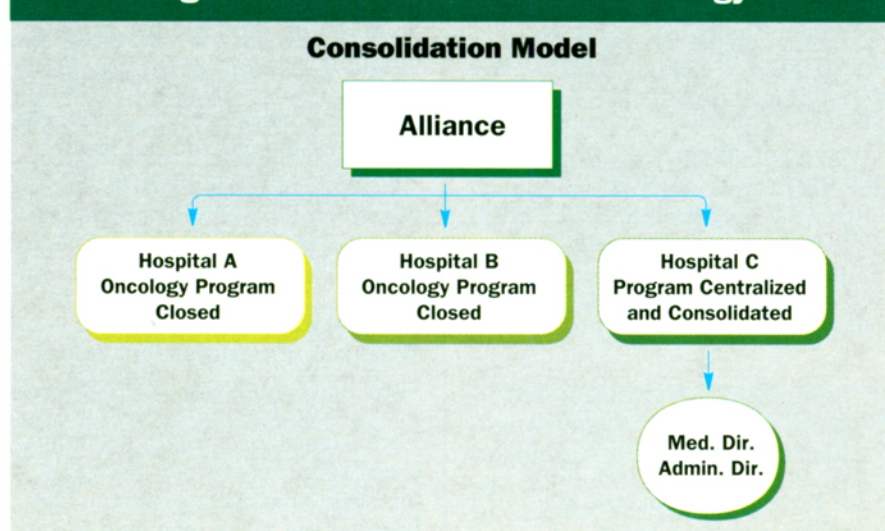 Consolidation Model
Alliance
Hospital A
Oncology Program
Closed
Hospital B
Oncology Program
Closed
Hospital C
Program Centralized
and Consolidated
Med. Dir.
Admin. Dir.